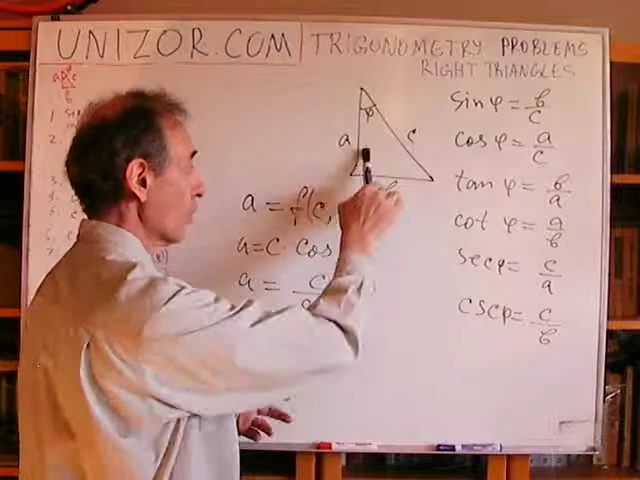 UNIZOR.COM
TRIGONOMETRY PROBLEMS
RIGHT TRIANGLES
φ
a
c
b
a = f(c,
a=c· cos
a = c
sin φ = b/c
cos φ = a/c
tan φ = b/a
cot φ = a/b
sec φ = c/a
csc φ = c/b